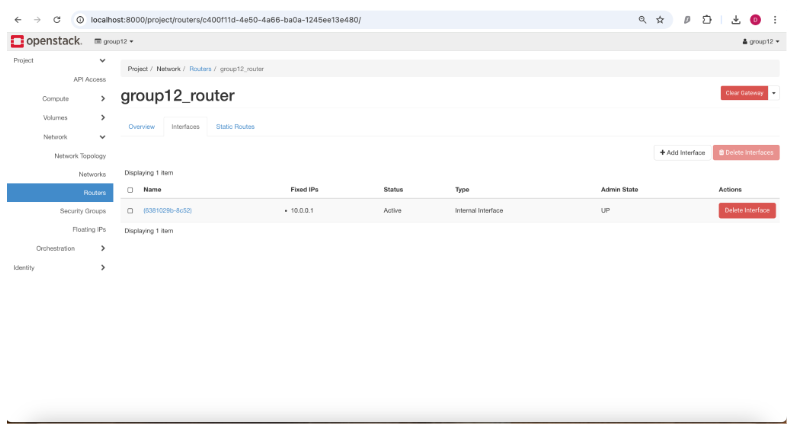 localhost:8000/project/routers/c400f11d-4e50-4a66-ba0a-1245ee13e480/
openstack. group12
group12
Project
API Access
Compute
Volumes
Network
Network Topology
Networks
Routers
Security Groups
Floating IPs
Orchestration
Identity
Project / Network / Routers / group12_router
group12_router
Clear Gateway
Overview Interfaces Static Routes
+ Add Interface Delete Interfaces
Displaying 1 item
Name Fixed IPs Status Type Admin State Actions
(5381028b-8c52) • 10.0.0.1 Active Internal Interface UP Delete Interface
Displaying 1 item